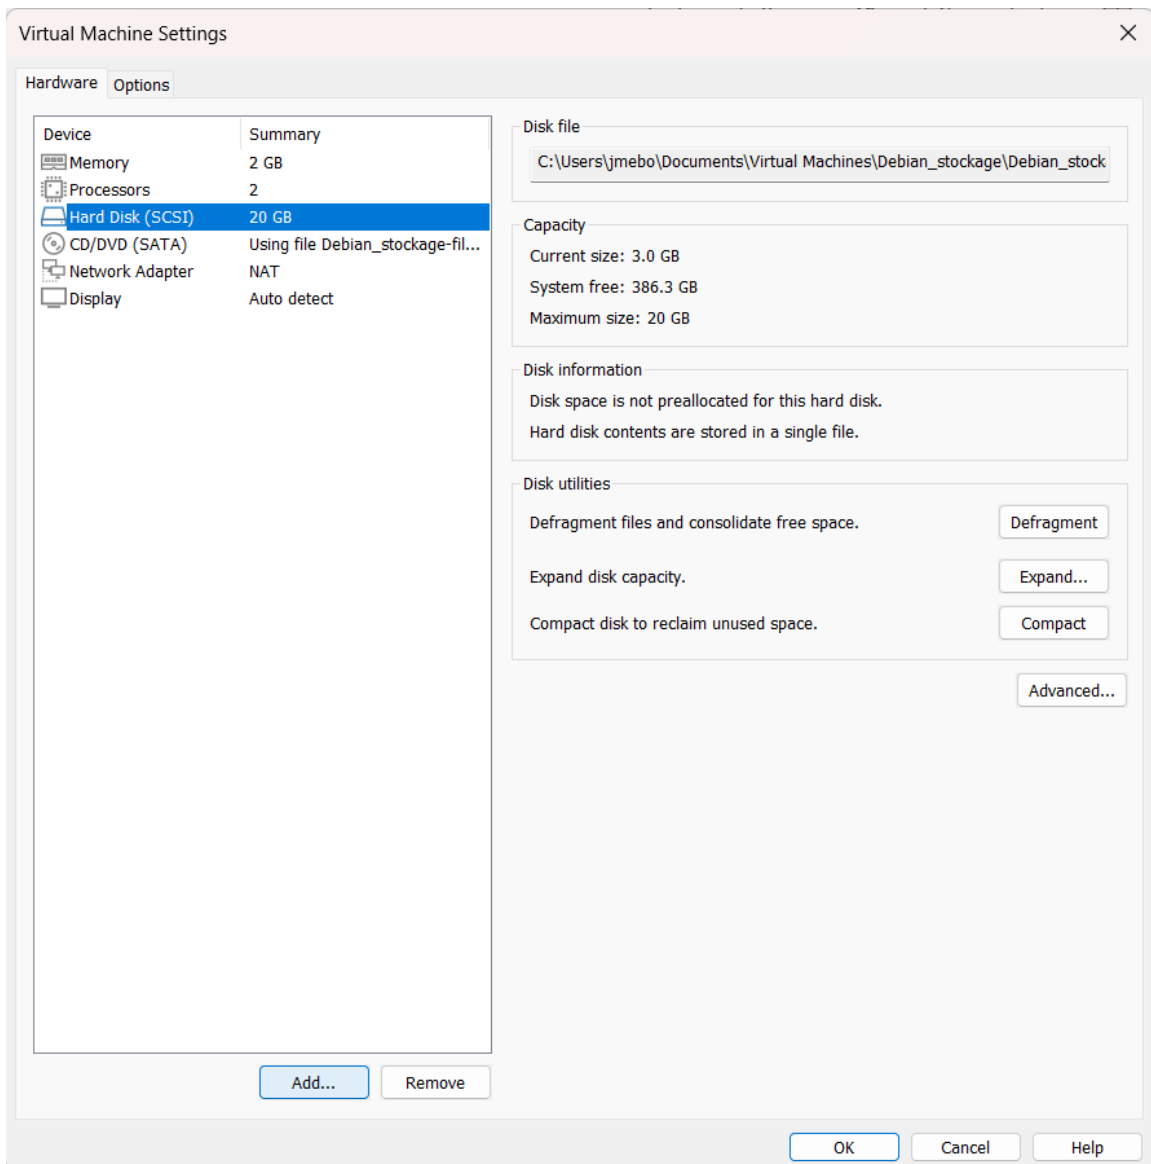 Virtual Machine Settings
Hardware Options
Device Summary
Memory 2 GB
Processors 2
Hard Disk (SCSI) 20 GB
CD/DVD (SATA) Using file Debian_stockage-fil...
Network Adapter NAT
Display Auto detect
Add... Remove
Disk file
C:\Users\jmebo\Documents\Virtual Machines\Debian_stockage\Debian_stock
Capacity
Current size: 3.0 GB
System free: 386.3 GB
Maximum size: 20 GB
Disk information
Disk space is not preallocated for this hard disk.
Hard disk contents are stored in a single file.
Disk utilities
Defragment files and consolidate free space. Defragment
Expand disk capacity. Expand...
Compact disk to reclaim unused space. Compact
Advanced...
OK Cancel Help